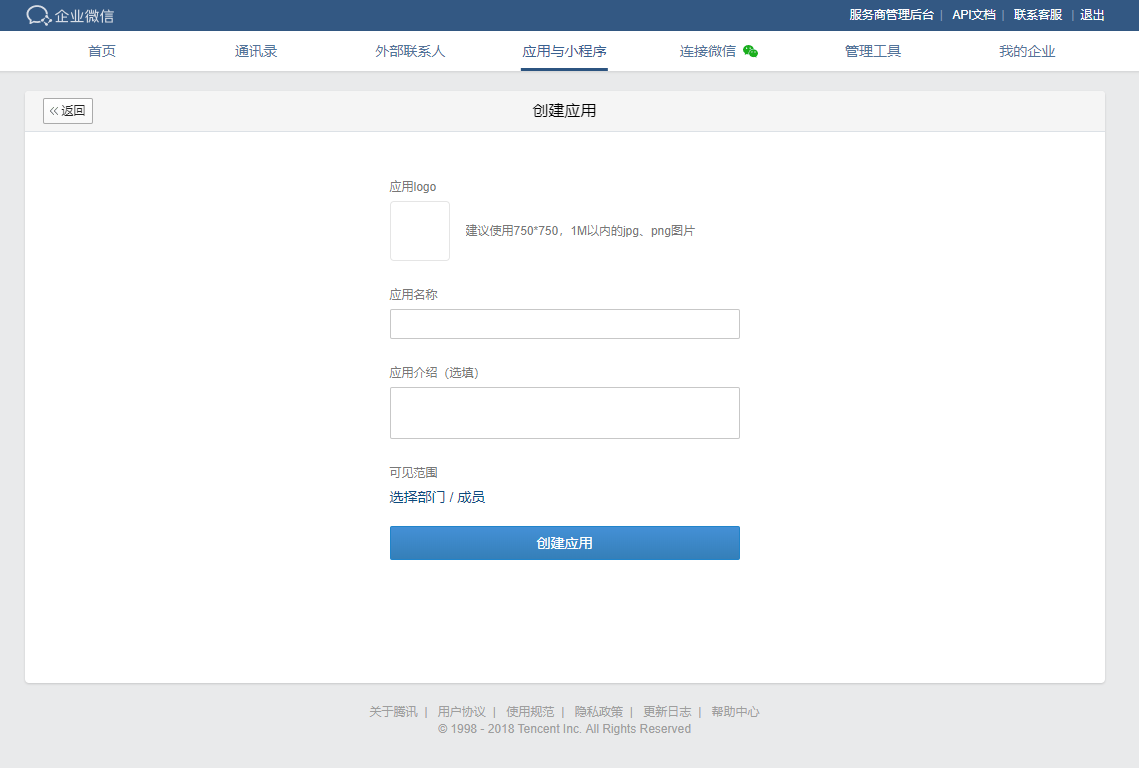 企业微信 服务商管理后台 | API文档 | 联系客服 | 退出
首页 通讯录 外部联系人 应用与小程序 连接微信 管理工具 我的企业
«返回 创建应用
应用logo
建议使用750*750，1M以内的jpg、png图片
应用名称
应用介绍（选填）
可见范围
选择部门 / 成员
创建应用
关于腾讯 | 用户协议 | 使用规范 | 隐私政策 | 更新日志 | 帮助中心
© 1998 - 2018 Tencent Inc. All Rights Reserved